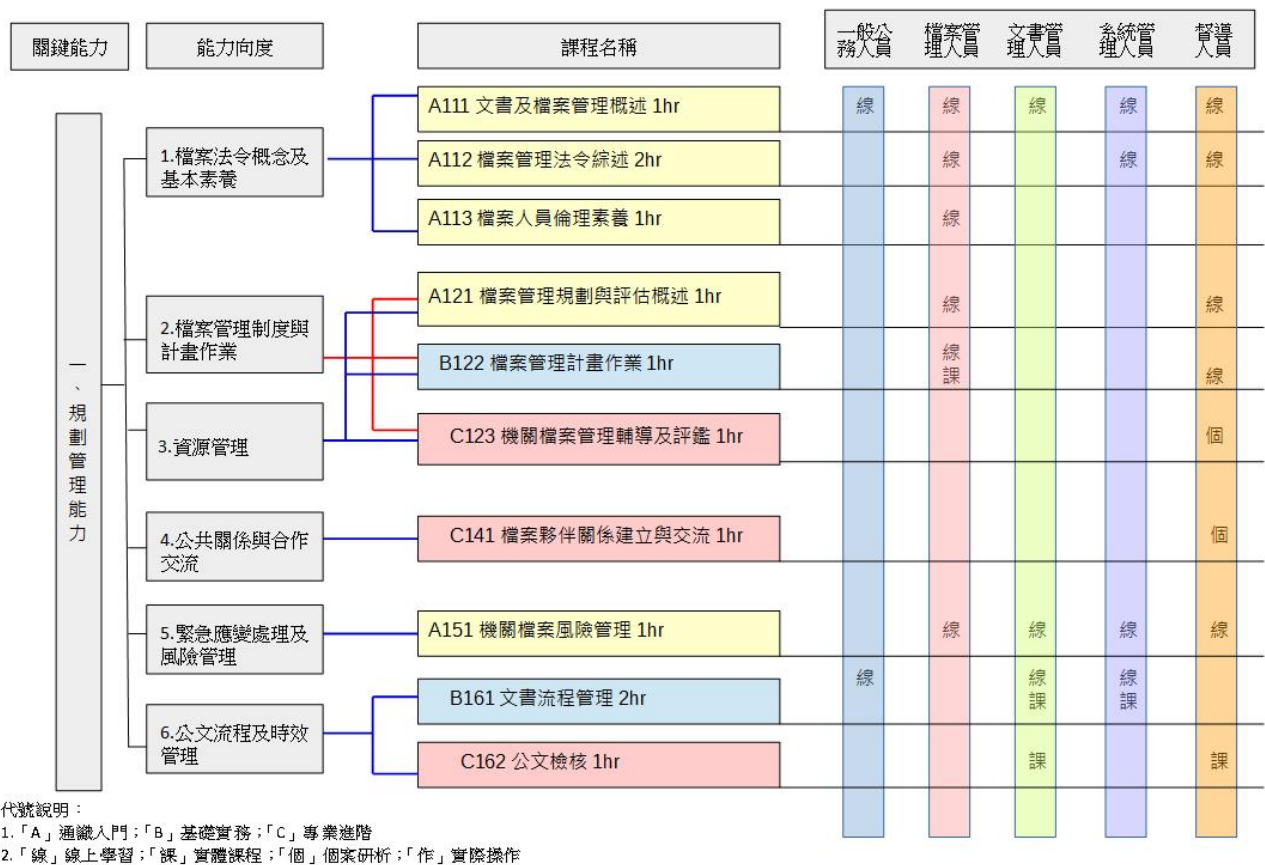 關鍵能力
能力向度
課程名稱
一般公
務人員
檔案管
理人員
文書管
理人員
系統管
理人員
督導
人員
一、規劃管理能力
1.檔案法令概念及
基本素養
A111 文書及檔案管理概述 1hr
線 線 線 線 線
A112 檔案管理法令綜述 2hr
線 線 線
A113 檔案人員倫理素養 1hr
線
2.檔案管理制度與
計畫作業
A121 檔案管理規劃與評估概述 1hr
線 線
B122 檔案管理計畫作業 1hr
線
課
線
3.資源管理
C123 機關檔案管理輔導及評鑑 1hr
個
4.公共關係與合作
交流
C141 檔案夥伴關係建立與交流 1hr
個
5.緊急應變處理及
風險管理
A151 機關檔案風險管理 1hr
線 線 線 線
6.公文流程及時效
管理
B161 文書流程管理 2hr
線 線 線
課 課
C162 公文檢核 1hr
課 課
代號說明：
1.「A」通識入門；「B」基礎實務；「C」專業進階
2.「線」線上學習；「課」實體課程；「個」個案研析；「作」實際操作